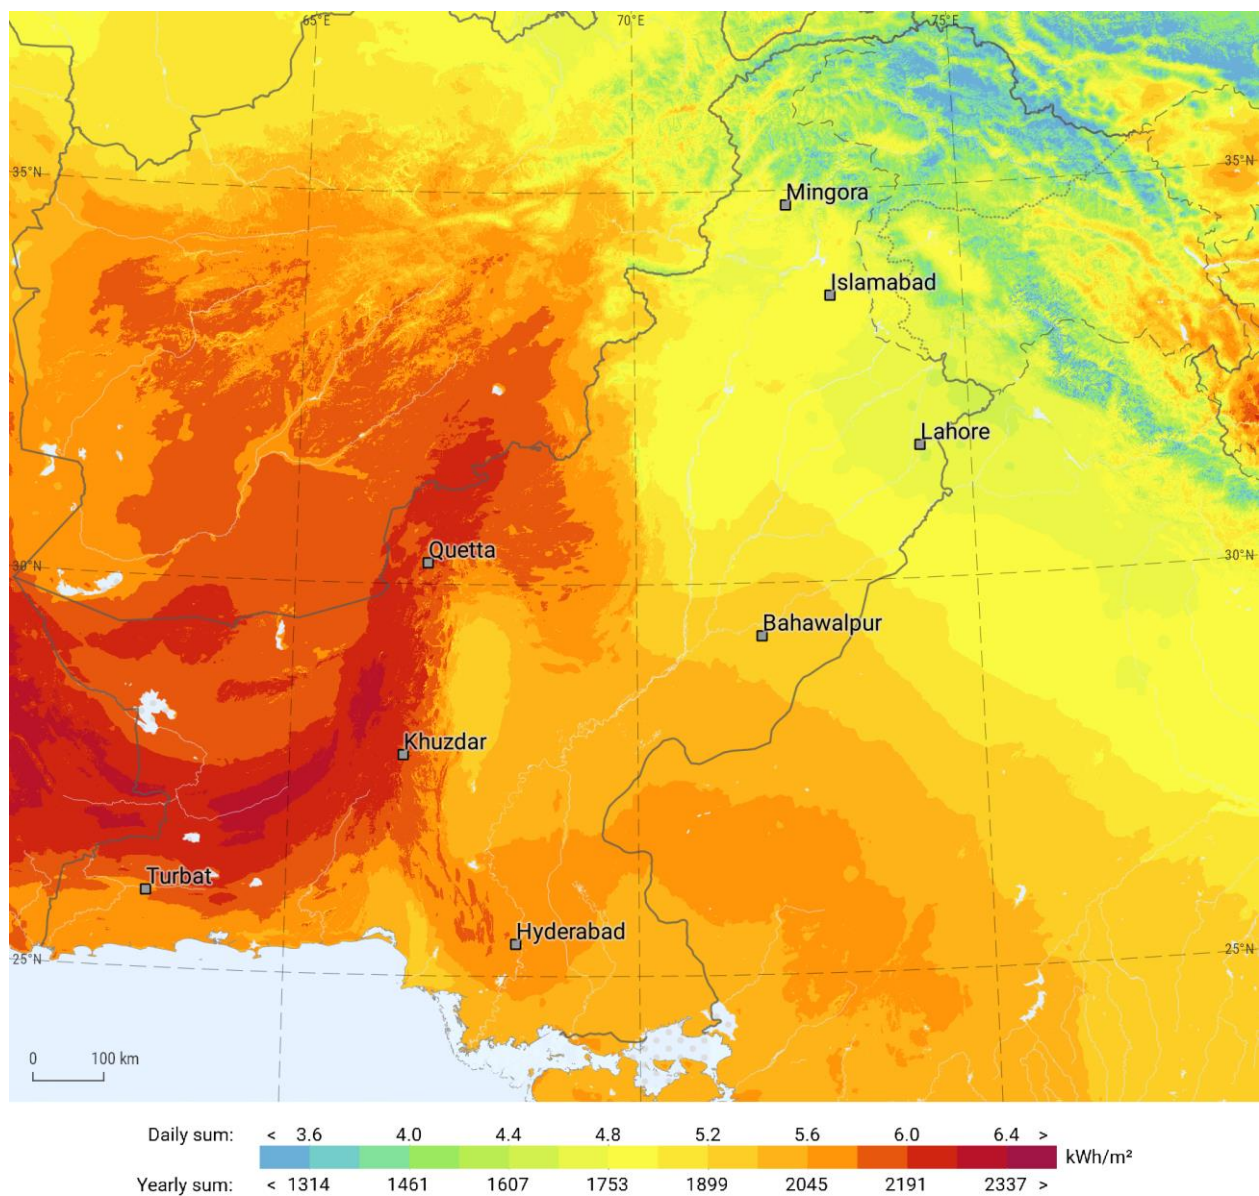 65°E 70°E 75°E
35°N 35°N
Mingora
Islamabad
Lahore
Quetta
30°N 30°N
Bahawalpur
Khuzdar
Turbat
Hyderabad
25°N 25°N
0 100 km
Daily sum: < 3.6 4.0 4.4 4.8 5.2 5.6 6.0 6.4 >
kWh/m²
Yearly sum: < 1314 1461 1607 1753 1899 2045 2191 2337 >